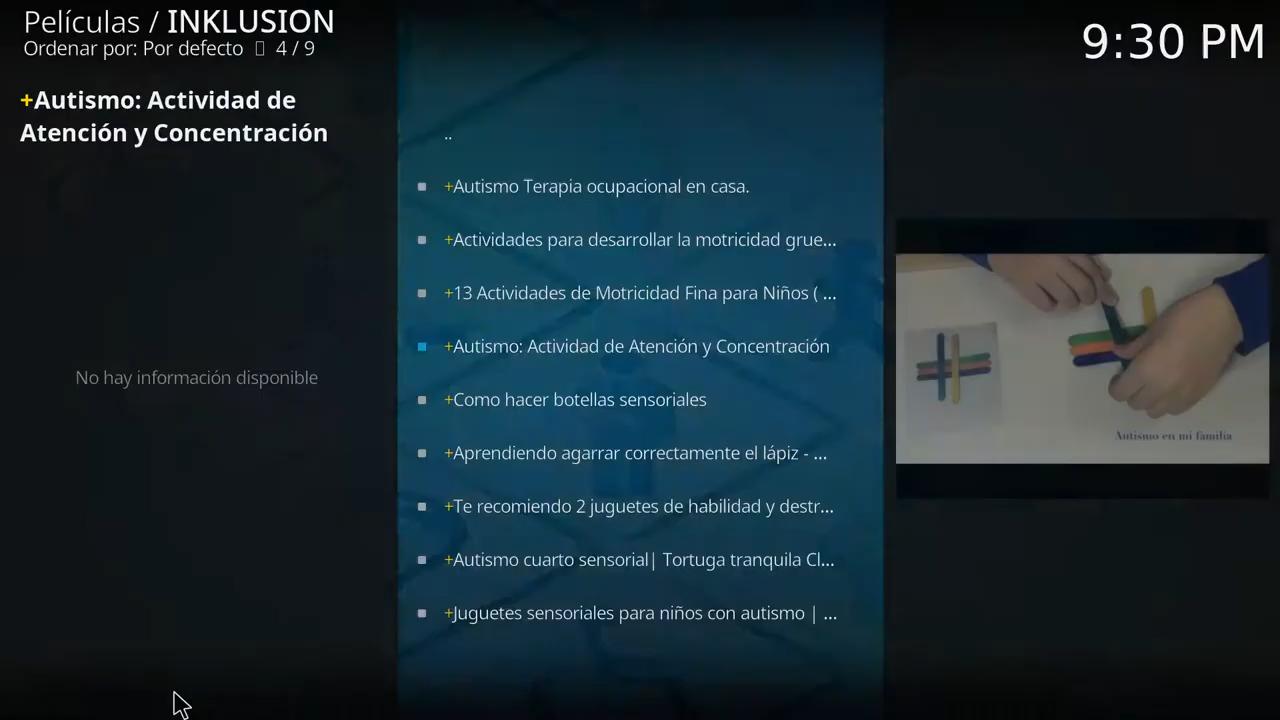 Películas / INKLUSION
Ordenar por: Por defecto 4 / 9
9:30 PM
+Autismo: Actividad de
Atención y Concentración
No hay información disponible
..
+Autismo Terapia ocupacional en casa.
+Actividades para desarrollar la motricidad grue...
+13 Actividades de Motricidad Fina para Niños ( ...
+Autismo: Actividad de Atención y Concentración
+Como hacer botellas sensoriales
+Aprendiendo agarrar correctamente el lápiz - ...
+Te recomiendo 2 juguetes de habilidad y destr...
+Autismo cuarto sensorial| Tortuga tranquila Cl...
+Juguetes sensoriales para niños con autismo | ...
Autismo en mi familia